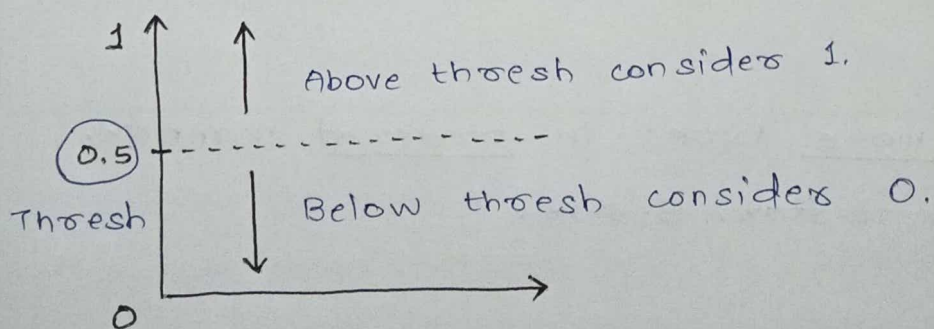 1
Above thresh consider 1.
0.5
Thresh
Below thresh consider 0.
0